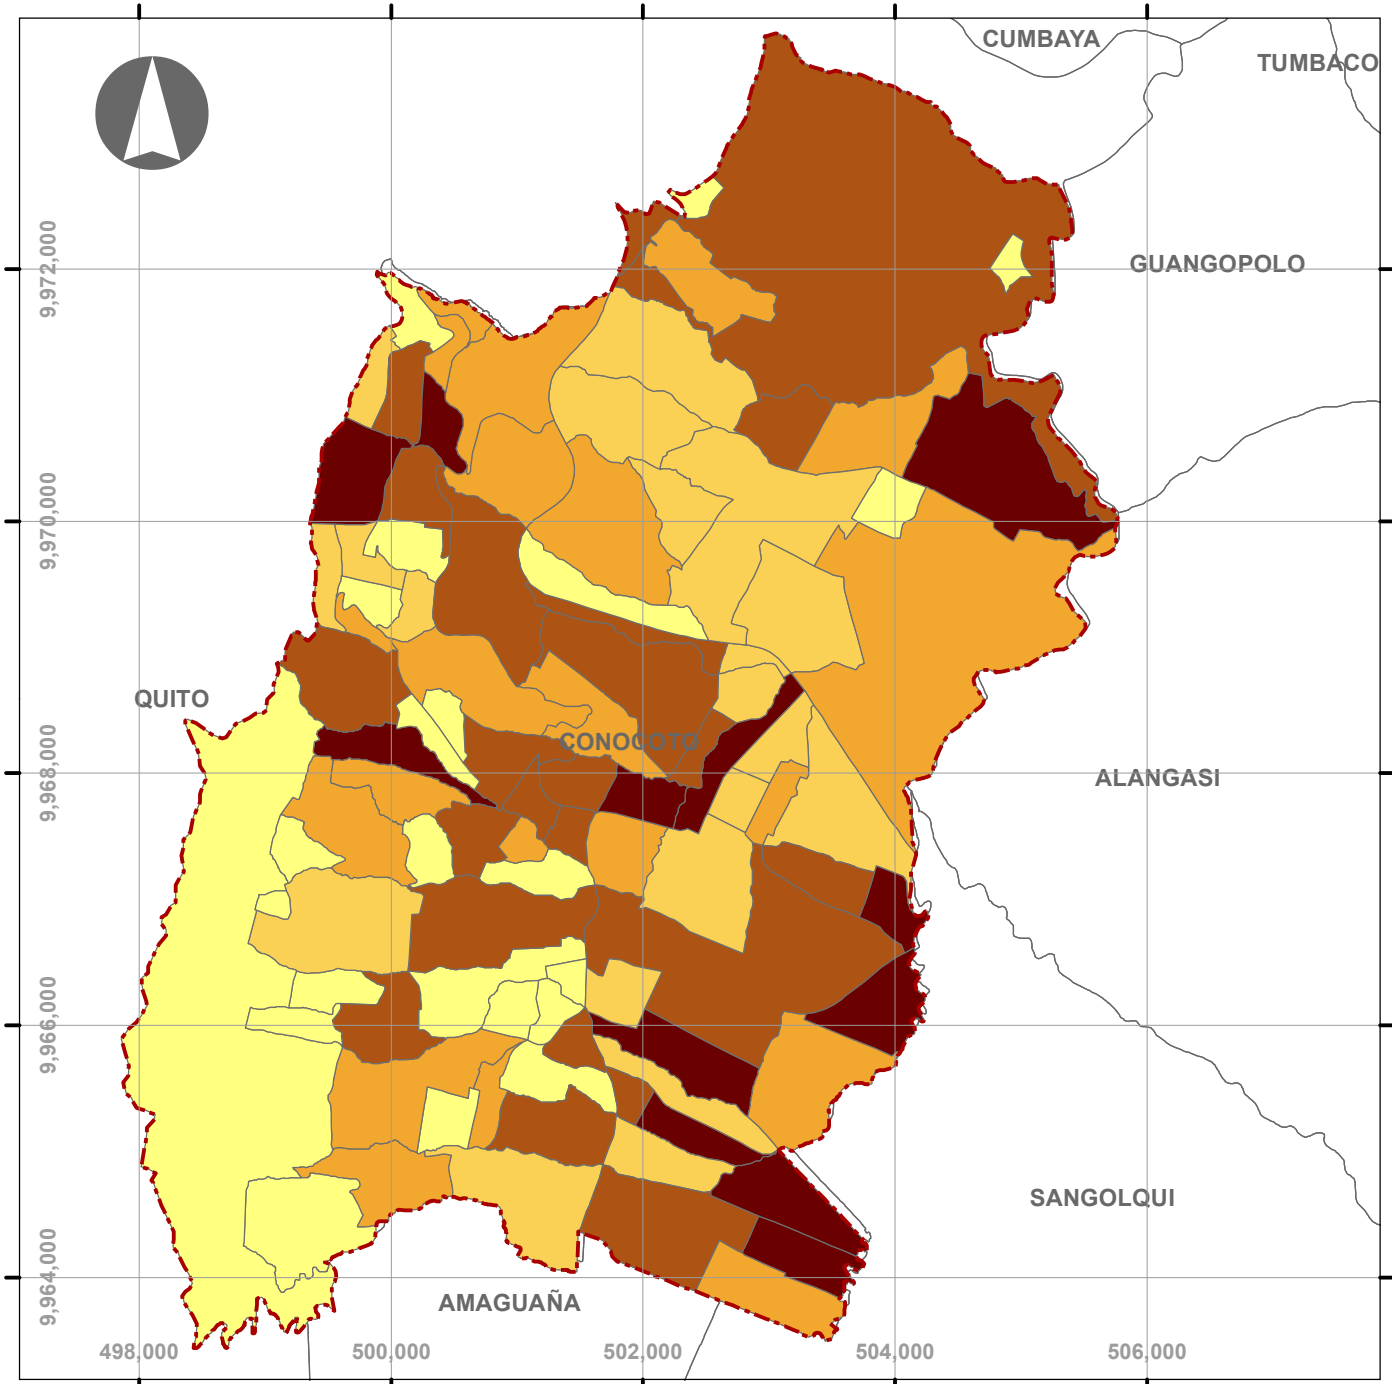 CUMBAYA
TUMBACO
9,972,000
GUANGOPOLO
9,970,000
QUITO
CONOCOTO
9,968,000
ALANGASI
9,966,000
SANGOLQUI
9,964,000
AMAGUAÑA
498,000 500,000 502,000 504,000 506,000